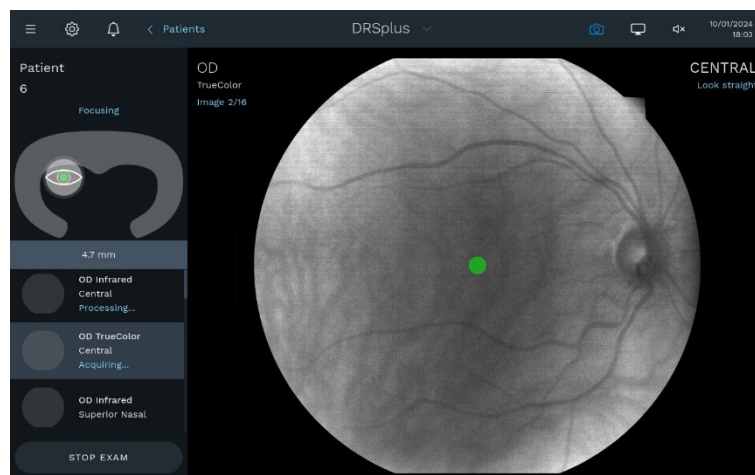 Patients
DRSplus
10/01/2024
18:03
Patient
6
Focusing
4.7 mm
OD Infrared
Central
Processing...
OD TrueColor
Central
Acquiring...
OD Infrared
Superior Nasal
STOP EXAM
OD
TrueColor
Image 2/16
CENTRAL
Look straight